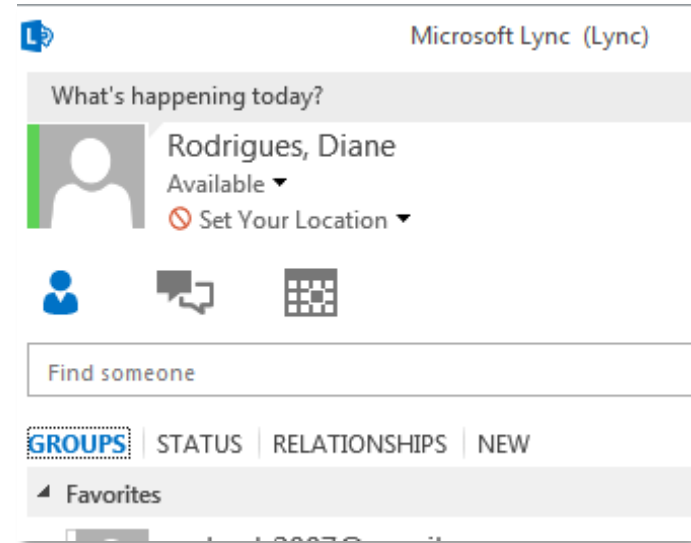 Microsoft Lync (Lync)
What's happening today?
Rodrigues, Diane
Available
Set Your Location
Find someone
GROUPS STATUS RELATIONSHIPS NEW
Favorites